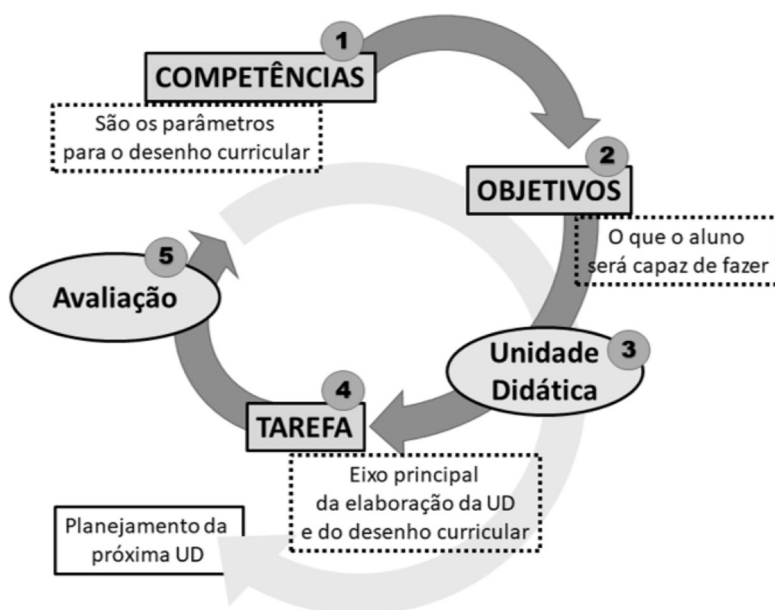 1
COMPETÊNCIAS
São os parâmetros
para o desenho curricular
2
OBJETIVOS
O que o aluno
será capaz de fazer
3
Unidade
Didática
4
TAREFA
Eixo principal
da elaboração da UD
e do desenho curricular
5
Avaliação
Planejamento da
próxima UD